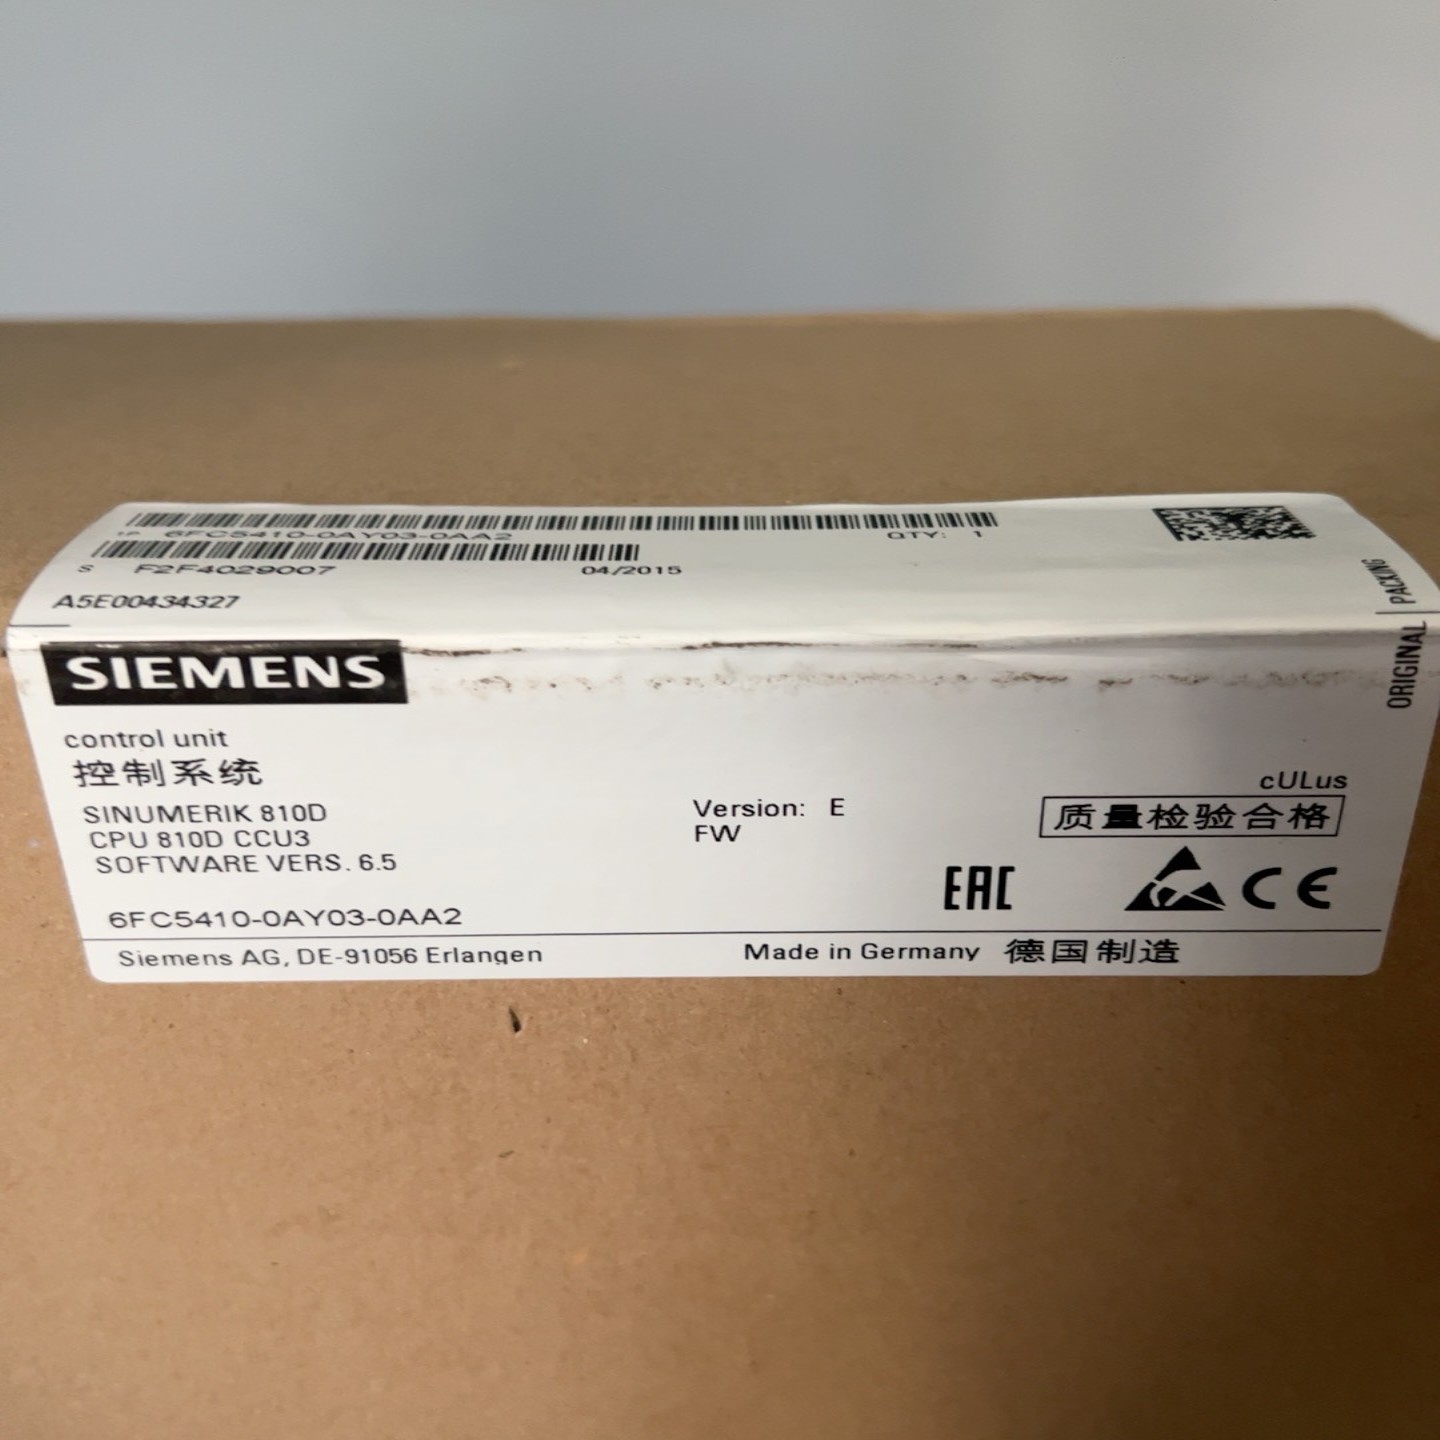 1P 6FC5410-0AY03-0AA2 QTY: 1
S F2F4029007 04/2015
A5E00434327
ORIGINAL PACKING
SIEMENS
control unit
控制系统
SINUMERIK 810D
CPU 810D CCU3
SOFTWARE VERS. 6.5
Version: E
FW
cULus
质量检验合格
EAC
CE
6FC5410-0AY03-0AA2
Siemens AG, DE-91056 Erlangen
Made in Germany 德国制造